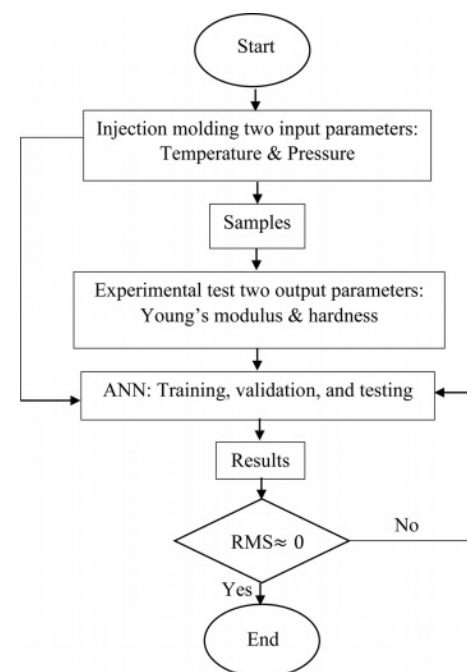 Start
Injection molding two input parameters:
Temperature & Pressure
Samples
Experimental test two output parameters:
Young's modulus & hardness
ANN: Training, validation, and testing
Results
RMS≈ 0
No
Yes
End